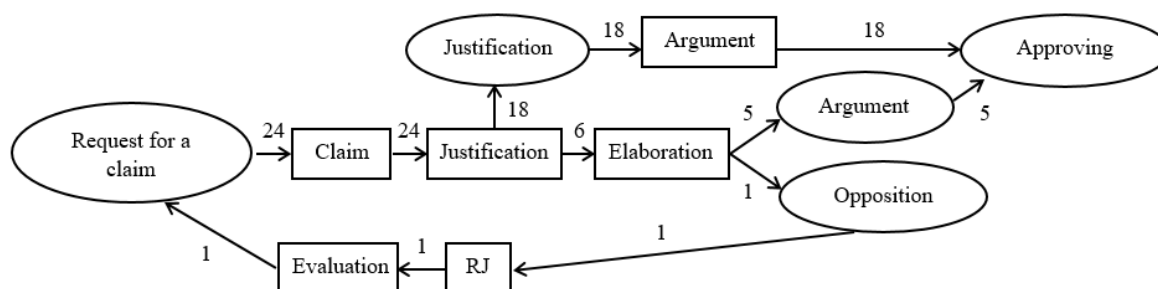 Justification
18
Argument
18
Approving
18
5
Argument
5
Request for a
claim
24
Claim
24
Justification
6
Elaboration
1
Opposition
1
Evaluation
1
RJ
1